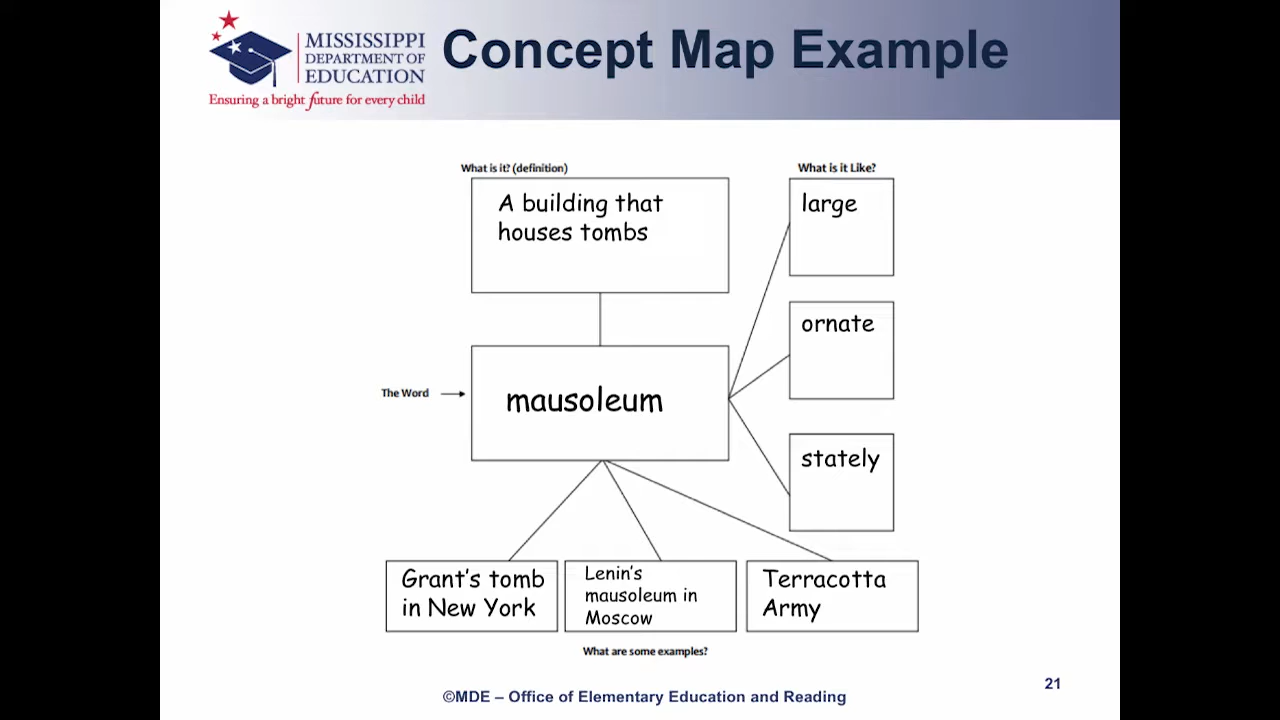 MISSISSIPPI
DEPARTMENT OF
EDUCATION
Ensuring a bright future for every child
Concept Map Example
What is it? (definition)
A building that
houses tombs
What is it Like?
large
ornate
stately
The Word
mausoleum
Grant's tomb
in New York
Lenin's
mausoleum in
Moscow
Terracotta
Army
What are some examples?
©MDE – Office of Elementary Education and Reading
21